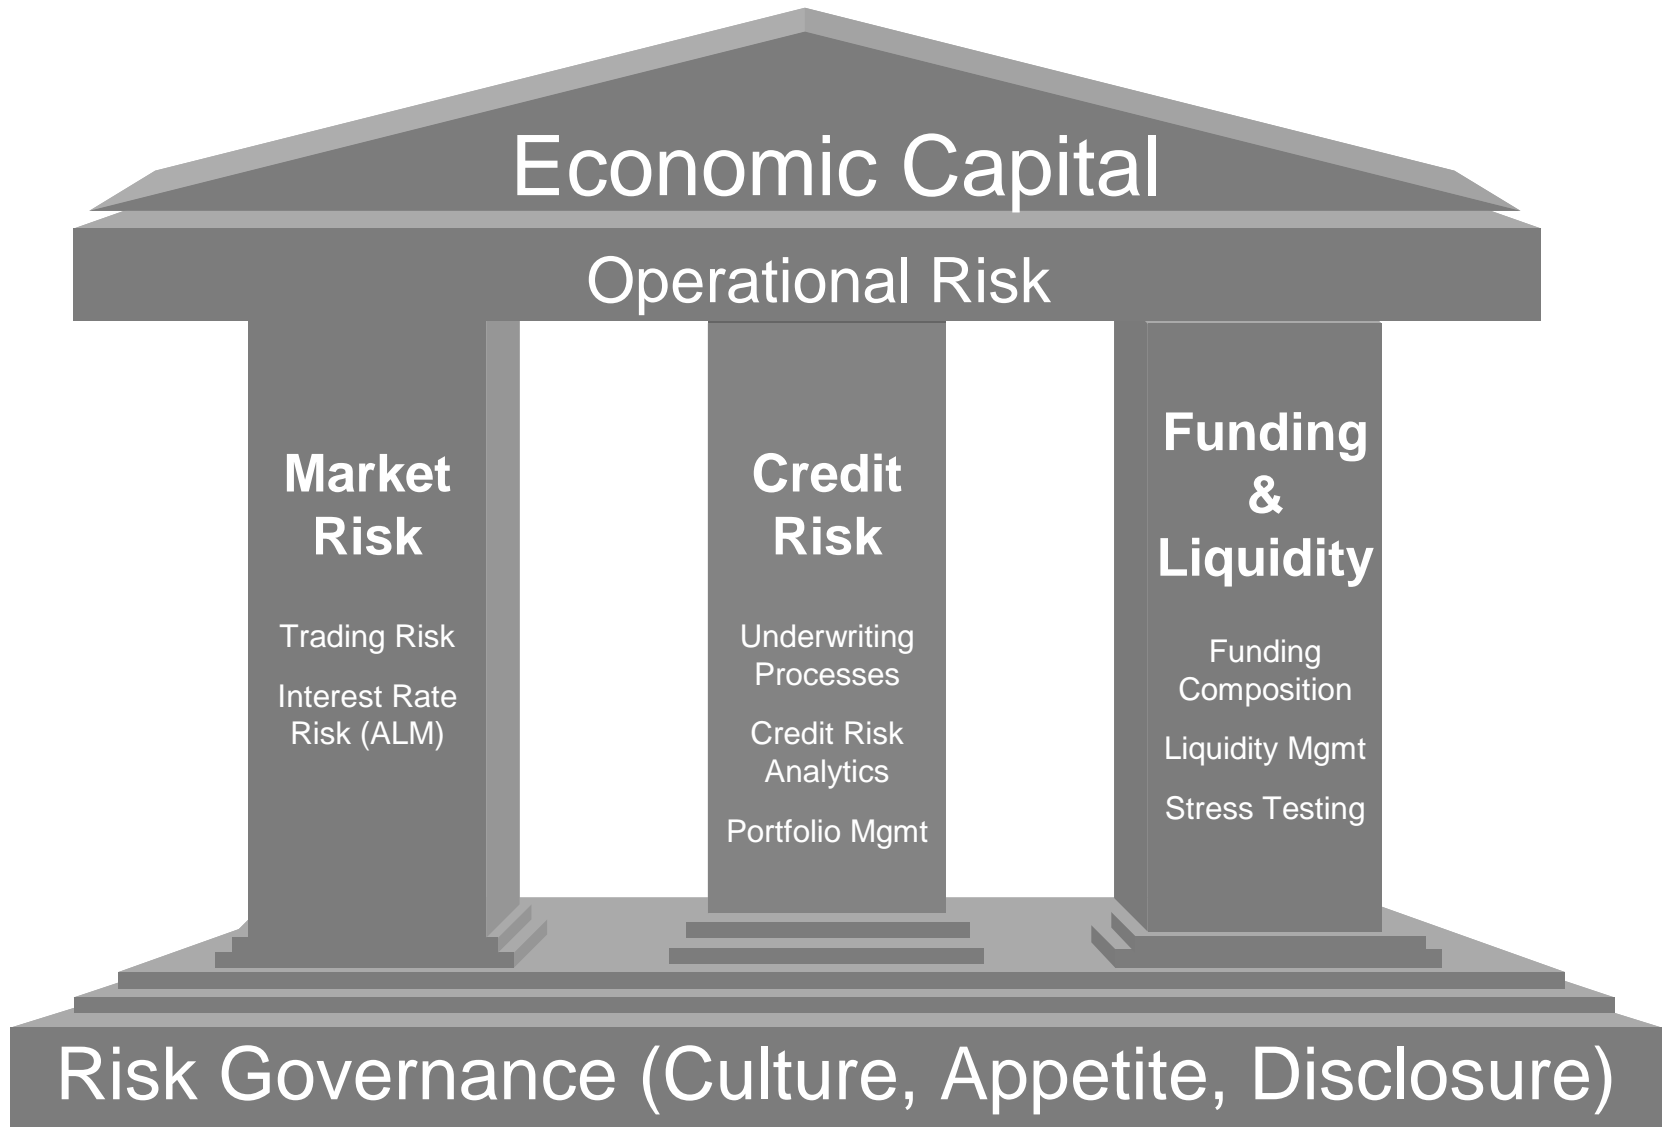 Economic Capital
Operational Risk
Market
Risk
Trading Risk
Interest Rate
Risk (ALM)
Credit
Risk
Underwriting
Processes
Credit Risk
Analytics
Portfolio Mgmt
Funding
&
Liquidity
Funding
Composition
Liquidity Mgmt
Stress Testing
Risk Governance (Culture, Appetite, Disclosure)